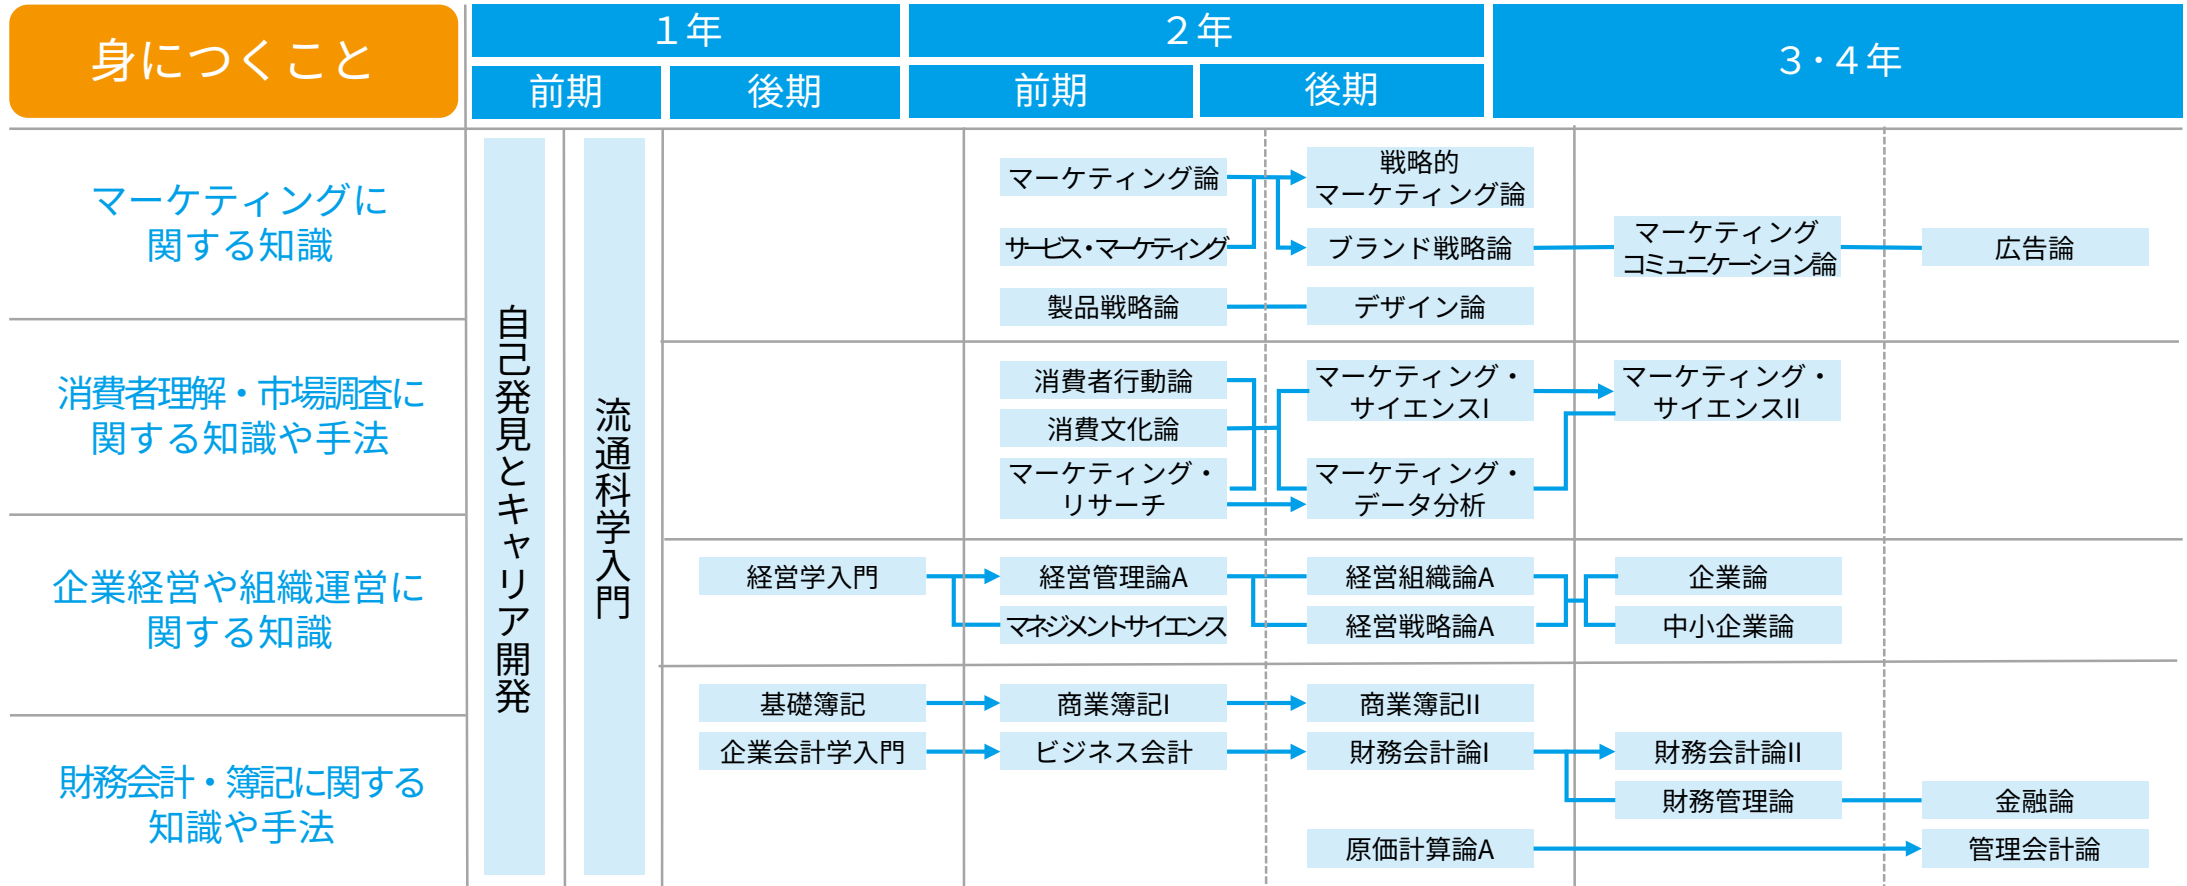 身につくこと
１年
２年
３・４年
前期
後期
前期
後期
自己発見とキャリア開発
流通科学入門
マーケティングに
関する知識
マーケティング論
戦略的
マーケティング論
サービス・マーケティング
ブランド戦略論
マーケティング
コミュニケーション論
広告論
製品戦略論
デザイン論
消費者理解・市場調査に
関する知識や手法
消費者行動論
マーケティング・
サイエンスI
マーケティング・
サイエンスII
消費文化論
マーケティング・
リサーチ
マーケティング・
データ分析
企業経営や組織運営に
関する知識
経営学入門
経営管理論A
経営組織論A
企業論
マネジメントサイエンス
経営戦略論A
中小企業論
財務会計・簿記に関する
知識や手法
基礎簿記
商業簿記I
商業簿記II
企業会計学入門
ビジネス会計
財務会計論I
財務会計論II
財務管理論
金融論
原価計算論A
管理会計論